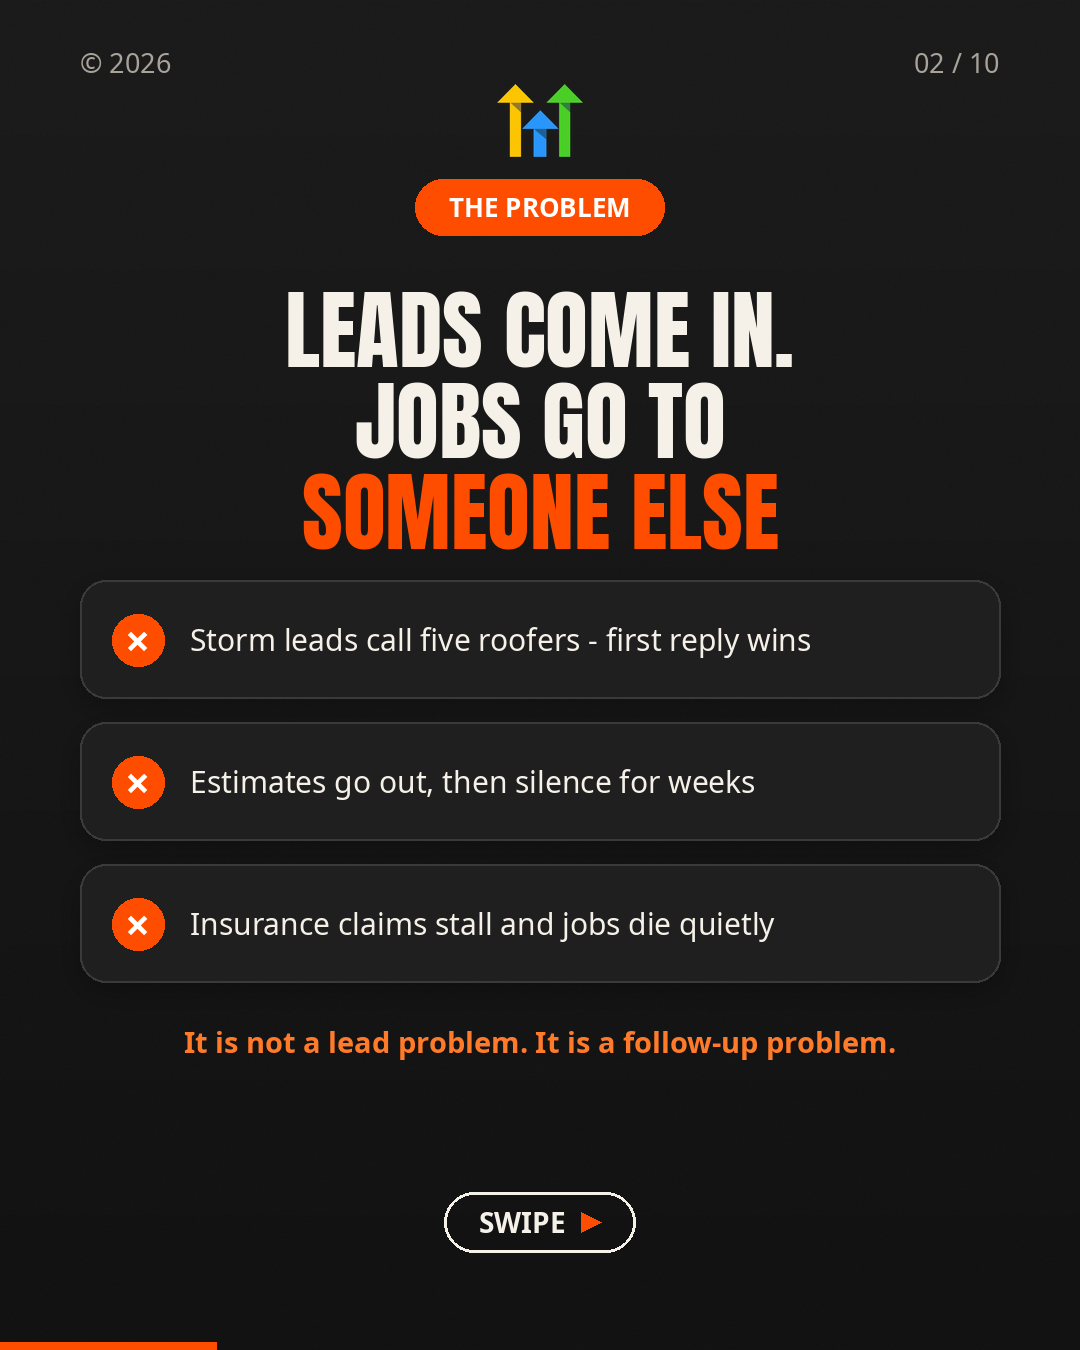 © 2026
02 / 10
THE PROBLEM
LEADS COME IN.
JOBS GO TO
SOMEONE ELSE
Storm leads call five roofers - first reply wins
Estimates go out, then silence for weeks
Insurance claims stall and jobs die quietly
It is not a lead problem. It is a follow-up problem.
SWIPE